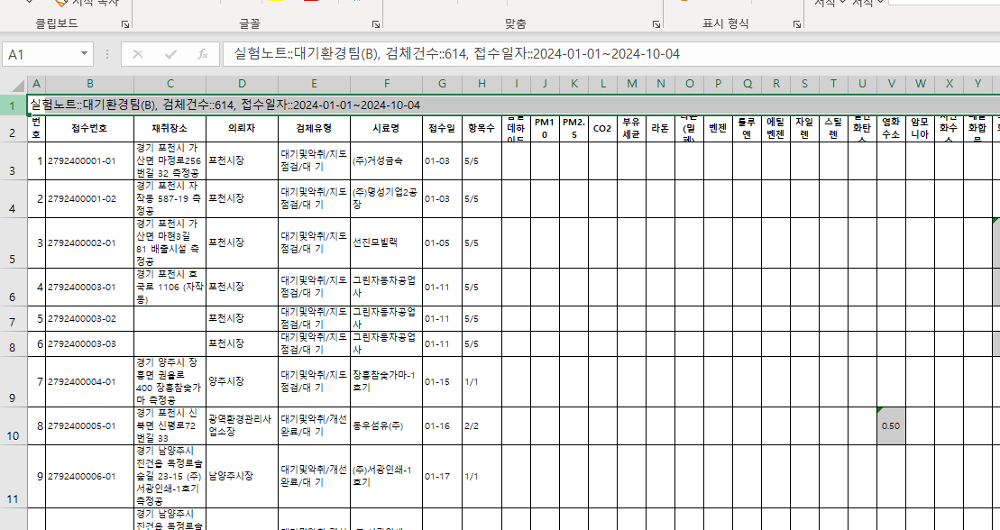 클립보드 글꼴 맞춤 표시 형식
A1 fx 실험노트::대기환경팀(B), 검체건수::614, 접수일자::2024-01-01~2024-10-04
A B C D E F G H I J K L M N O P Q R S T U V W X Y
1 실험노트::대기환경팀(B), 검체건수::614, 접수일자::2024-01-01~2024-10-04
2 번호 접수번호 채취장소 의뢰자 검체유형 시료명 접수일 항목수 PM10 PM2.5 CO2 부유세균 라돈 벤젠 톨루엔 에틸벤젠 자일렌 스틸렌 염화수소 암모니아
3 1 2792400001-01 경기 포천시 가산면 마정로256번길 32 측정공 포천시장 대기및악취/지도점검/대 기 (주)거성금속 01-03 5/5
4 2 2792400001-02 경기 포천시 자작동 587-19 측정공 포천시장 대기및악취/지도점검/대 기 (주)명성기업2공장 01-03 5/5
5 3 2792400002-01 경기 포천시 가산면 마현3길 81 배출시설 측정공 포천시장 대기및악취/지도점검/대 기 선진모빌랙 01-05 5/5
6 4 2792400003-01 경기 포천시 호국로 1106 (자작동) 포천시장 대기및악취/지도점검/대 기 그린자동차공업사 01-11 5/5
7 5 2792400003-02 포천시장 대기및악취/지도점검/대 기 그린자동차공업사 01-11 5/5
8 6 2792400003-03 포천시장 대기및악취/지도점검/대 기 그린자동차공업사 01-11 5/5
9 7 2792400004-01 경기 양주시 장흥면 권율로 400 장흥참숯가마 측정공 양주시장 대기및악취/지도점검/대 기 장흥참숯가마-1호기 01-15 1/1
10 8 2792400005-01 경기 포천시 신북면 신평로72번길 33 광역환경관리사업소장 대기및악취/개선완료/대 기 동우섬유(주) 01-16 2/2 0.50
11 9 2792400006-01 경기 남양주시 진건읍 독정로솔숲길 23-15 (주)서광인쇄-1호기 측정공 남양주시장 대기및악취/개선완료/대 기 (주)서광인쇄-1호기 01-17 1/1
경기 남양주시 진건읍 독정로솔